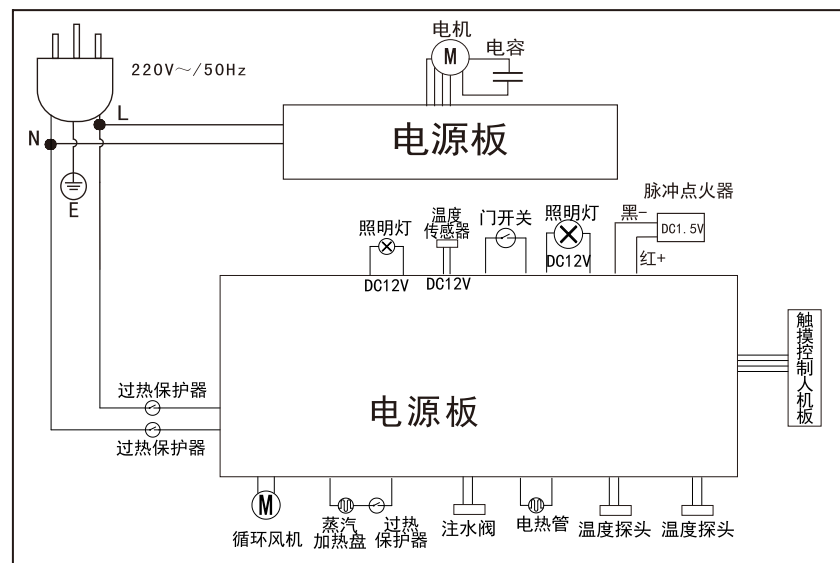 电机
M
电容
220V～/50Hz
L
N
电源板
E
脉冲点火器
照明灯
温度
传感器
门开关
照明灯
黑-
DC1.5V
红+
DC12V
DC12V
DC12V
触摸控制人机板
过热保护器
过热保护器
电源板
M
循环风机
蒸汽
加热盘
过热
保护器
注水阀
电热管
温度探头
温度探头